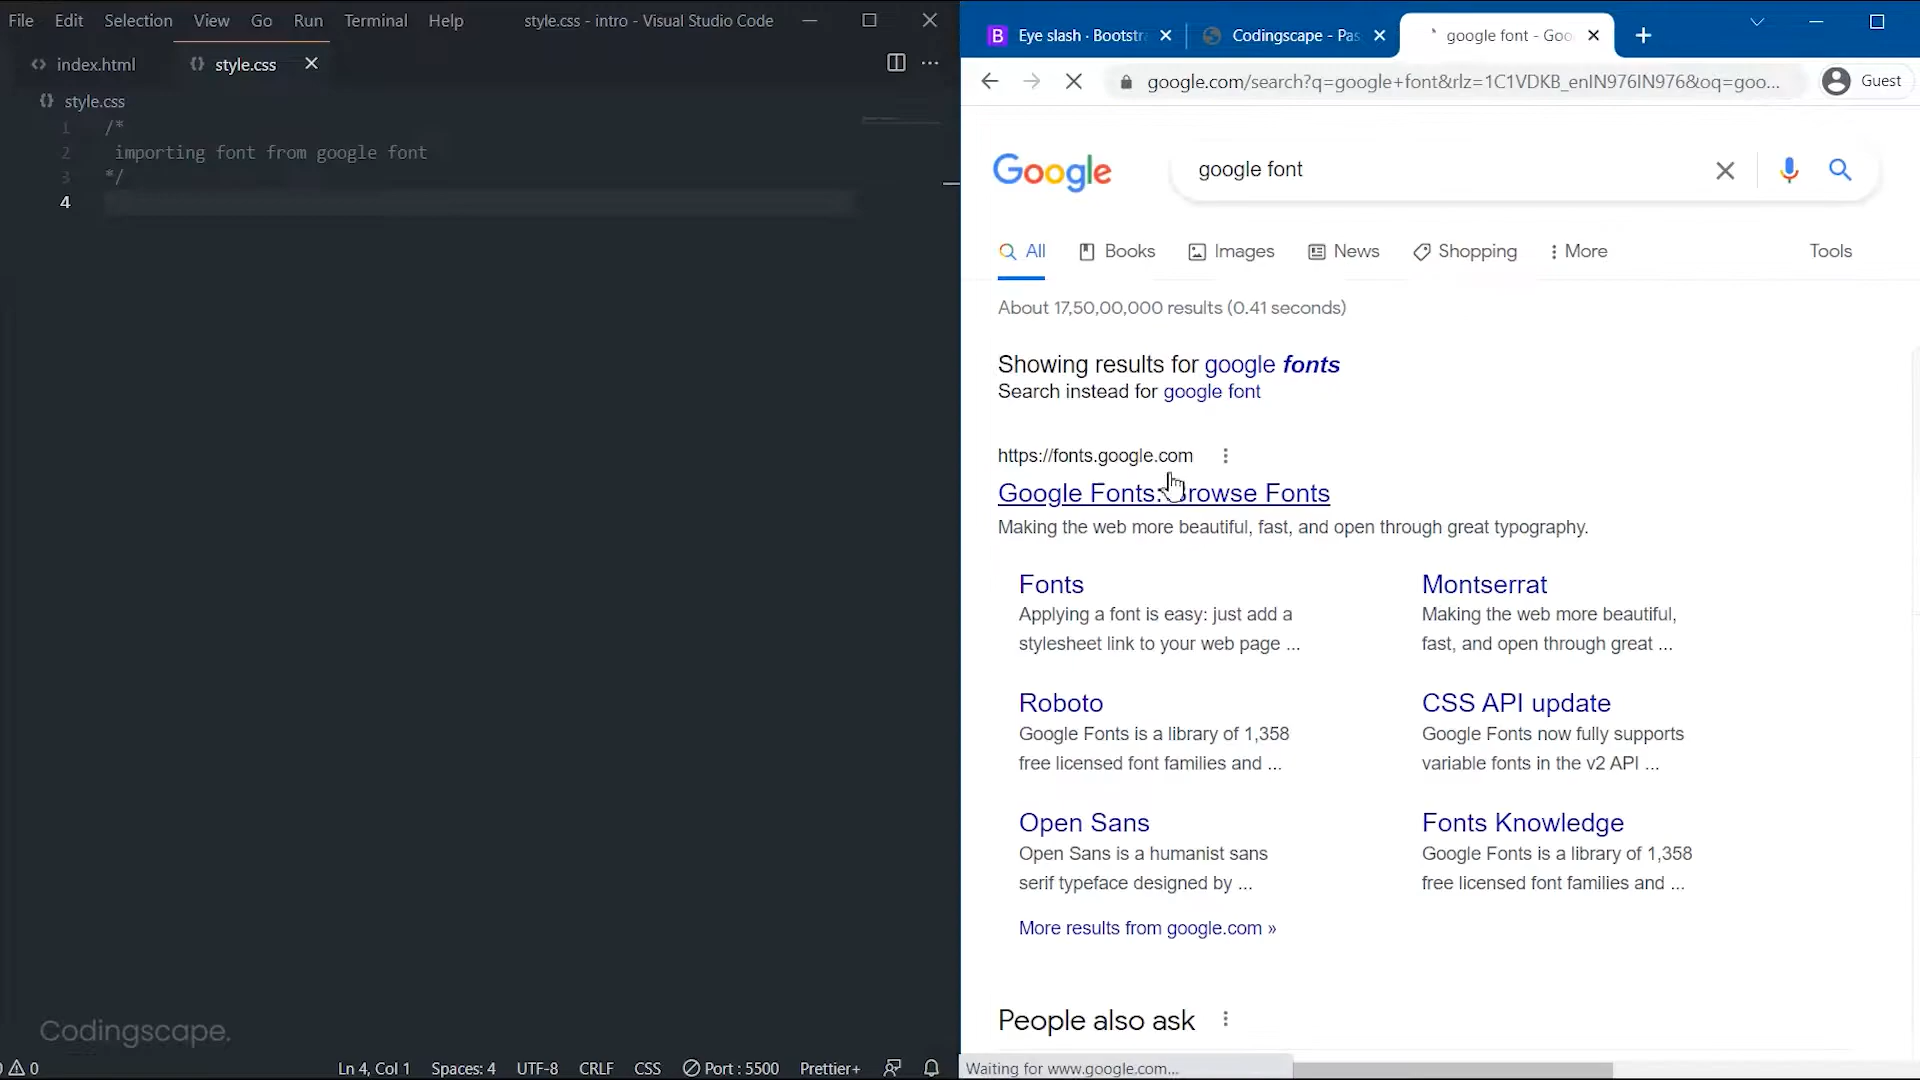 File Edit Selection View Go Run Terminal Help style.css - intro - Visual Studio Code
index.html style.css
style.css
1 /*
2 importing font from google font
3 */
4
Codingscape.
0 Ln 4, Col 1 Spaces: 4 UTF-8 CRLF CSS Port : 5500 Prettier+
Eye slash · Bootstra Codingscape - Pas google font - Goo
google.com/search?q=google+font&rlz=1C1VDKB_enIN976IN976&oq=goo... Guest
Google google font
All Books Images News Shopping More Tools
About 17,50,00,000 results (0.41 seconds)
Showing results for google fonts
Search instead for google font
https://fonts.google.com
Google Fonts: Browse Fonts
Making the web more beautiful, fast, and open through great typography.
Fonts
Applying a font is easy: just add a
stylesheet link to your web page ...
Montserrat
Making the web more beautiful,
fast, and open through great ...
Roboto
Google Fonts is a library of 1,358
free licensed font families and ...
CSS API update
Google Fonts now fully supports
variable fonts in the v2 API ...
Open Sans
Open Sans is a humanist sans
serif typeface designed by ...
Fonts Knowledge
Google Fonts is a library of 1,358
free licensed font families and ...
More results from google.com »
People also ask
Waiting for www.google.com...